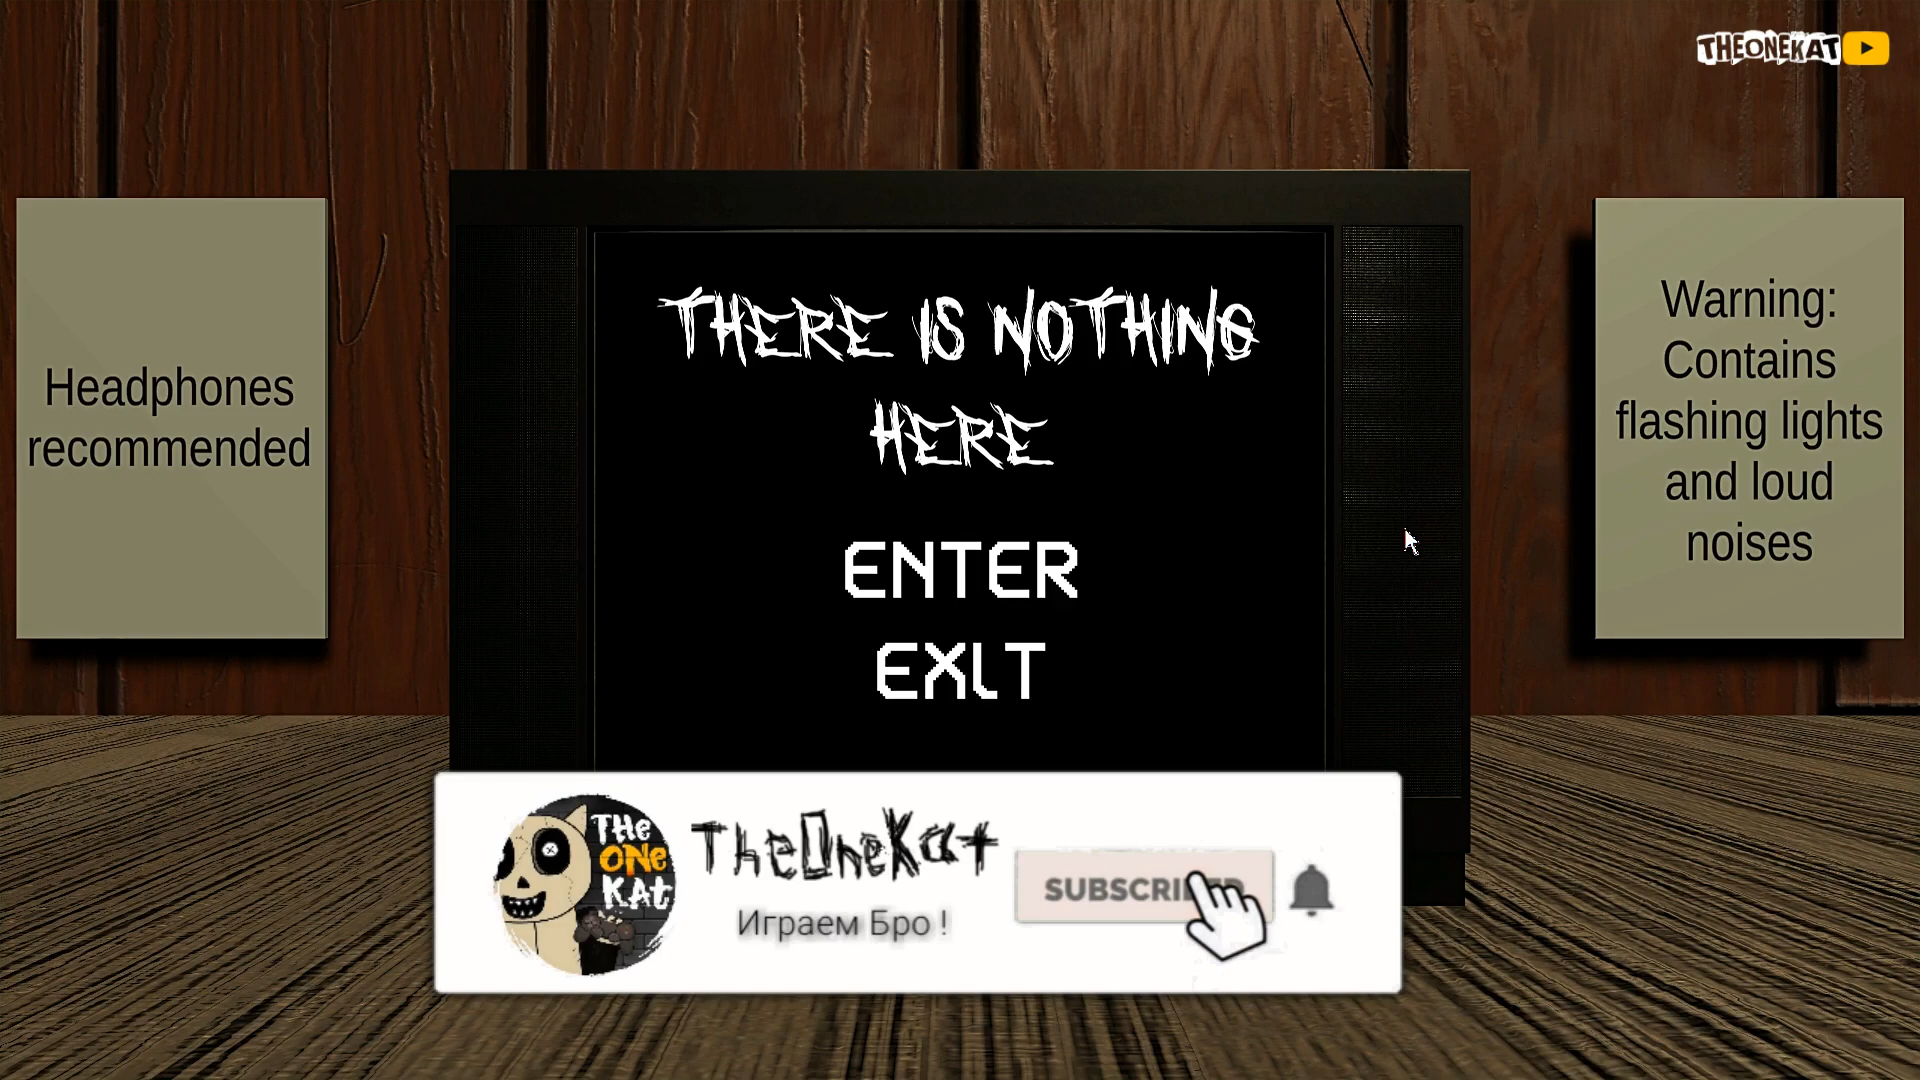 THEONEKAT
Headphones
recommended
THERE IS NOTHING
HERE
ENTER
EXIT
Warning:
Contains
flashing lights
and loud
noises
THe
ONe
KAt
TheOneKat
Играем Бро !